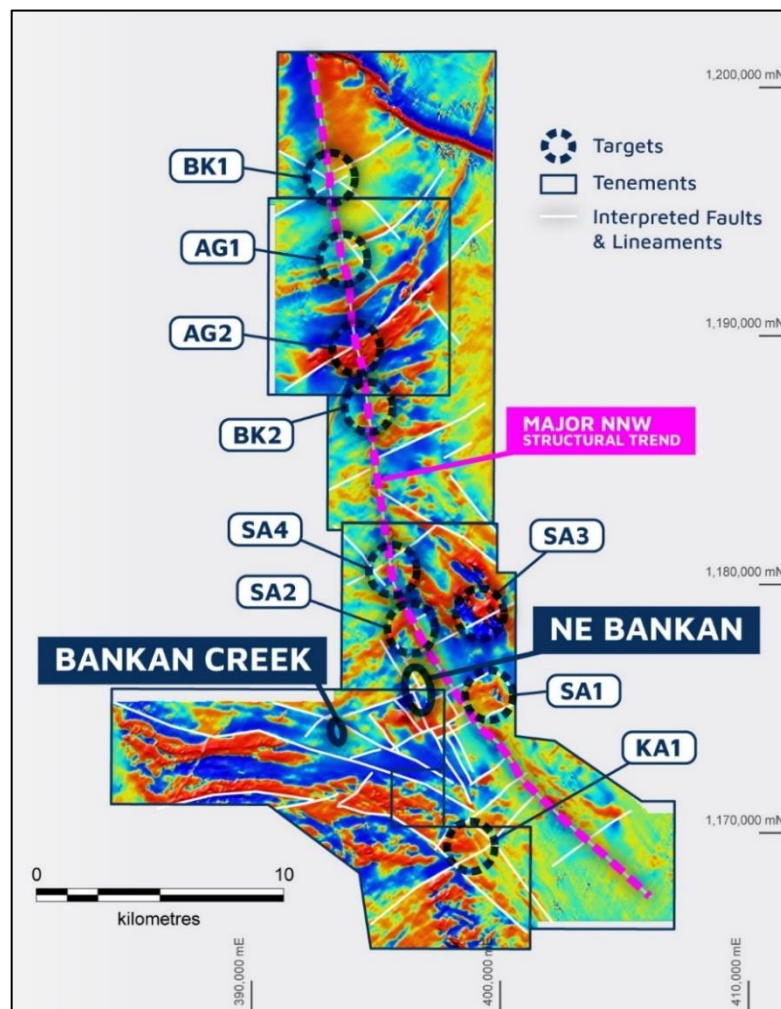 1,200,000 mN
BK1
Targets
Tenements
Interpreted Faults
& Lineaments
AG1
AG2
1,190,000 mN
BK2
MAJOR NNW
STRUCTURAL TREND
SA4
SA3
SA2
1,180,000 mN
NE BANKAN
BANKAN CREEK
SA1
KA1
1,170,000 mN
0
10
kilometres
390,000 mE
400,000 mE
410,000 mE